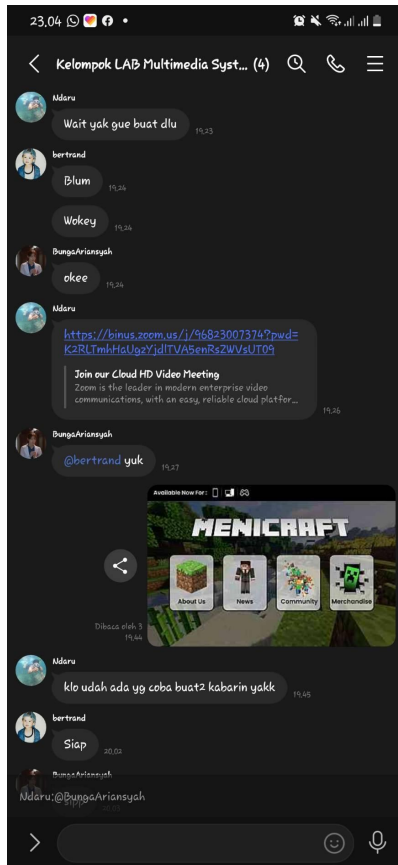 23,04
Kelompok LAB Multimedia Syst... (4)
Ndaru
Wait yak gue buat dlu
19,23
bertrand
Blum
19,24
Wokey
19,24
BungaAriansyah
okee
19,24
Ndaru
https://binus.zoom.us/j/96823007374?pwd=
K2RLTmhHaUgzYjdlTVA5enRsZWVsUT09
Join our Cloud HD Video Meeting
Zoom is the leader in modern enterprise video
communications, with an easy, reliable cloud platfor...
19,26
BungaAriansyah
@bertrand yuk
19,27
Available Now For :
MENICRAFT
About Us
News
Community
Merchandise
Dibaca oleh 3
19,44
Ndaru
klo udah ada yg coba buat2 kabarin yakk
19,45
bertrand
Siap
20,02
BungaAriansyah
Ndaru:@BungaAriansyah